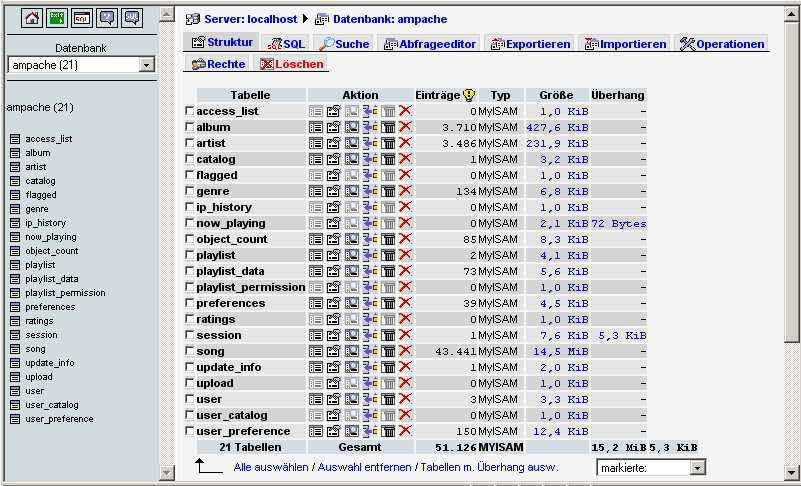 SQL SQL
Datenbank
ampache (21)
ampache (21)
access_list
album
artist
catalog
flagged
genre
ip_history
now_playing
object_count
playlist
playlist_data
playlist_permission
preferences
ratings
session
song
update_info
upload
user
user_catalog
user_preference
Server: localhost Datenbank: ampache
Struktur SQL Suche Abfrageeditor Exportieren Importieren Operationen
Rechte Löschen
Tabelle Aktion Einträge Typ Größe Überhang
access_list 0 MyISAM 1,0 KiB -
album 3.710 MyISAM 427,6 KiB -
artist 3.486 MyISAM 231,9 KiB -
catalog 1 MyISAM 3,2 KiB -
flagged 0 MyISAM 1,0 KiB -
genre 134 MyISAM 6,8 KiB -
ip_history 0 MyISAM 1,0 KiB -
now_playing 0 MyISAM 2,1 KiB 72 Bytes
object_count 85 MyISAM 8,3 KiB -
playlist 2 MyISAM 4,1 KiB -
playlist_data 73 MyISAM 5,6 KiB -
playlist_permission 0 MyISAM 1,0 KiB -
preferences 39 MyISAM 4,5 KiB -
ratings 0 MyISAM 1,0 KiB -
session 1 MyISAM 7,6 KiB 5,3 KiB
song 43.441 MyISAM 14,5 MiB -
update_info 1 MyISAM 2,0 KiB -
upload 0 MyISAM 1,0 KiB -
user 3 MyISAM 3,3 KiB -
user_catalog 0 MyISAM 1,0 KiB -
user_preference 150 MyISAM 12,4 KiB -
21 Tabellen Gesamt 51.126 MYISAM 15,2 MiB 5,3 KiB
Alle auswählen / Auswahl entfernen / Tabellen m. Überhang ausw. markierte: